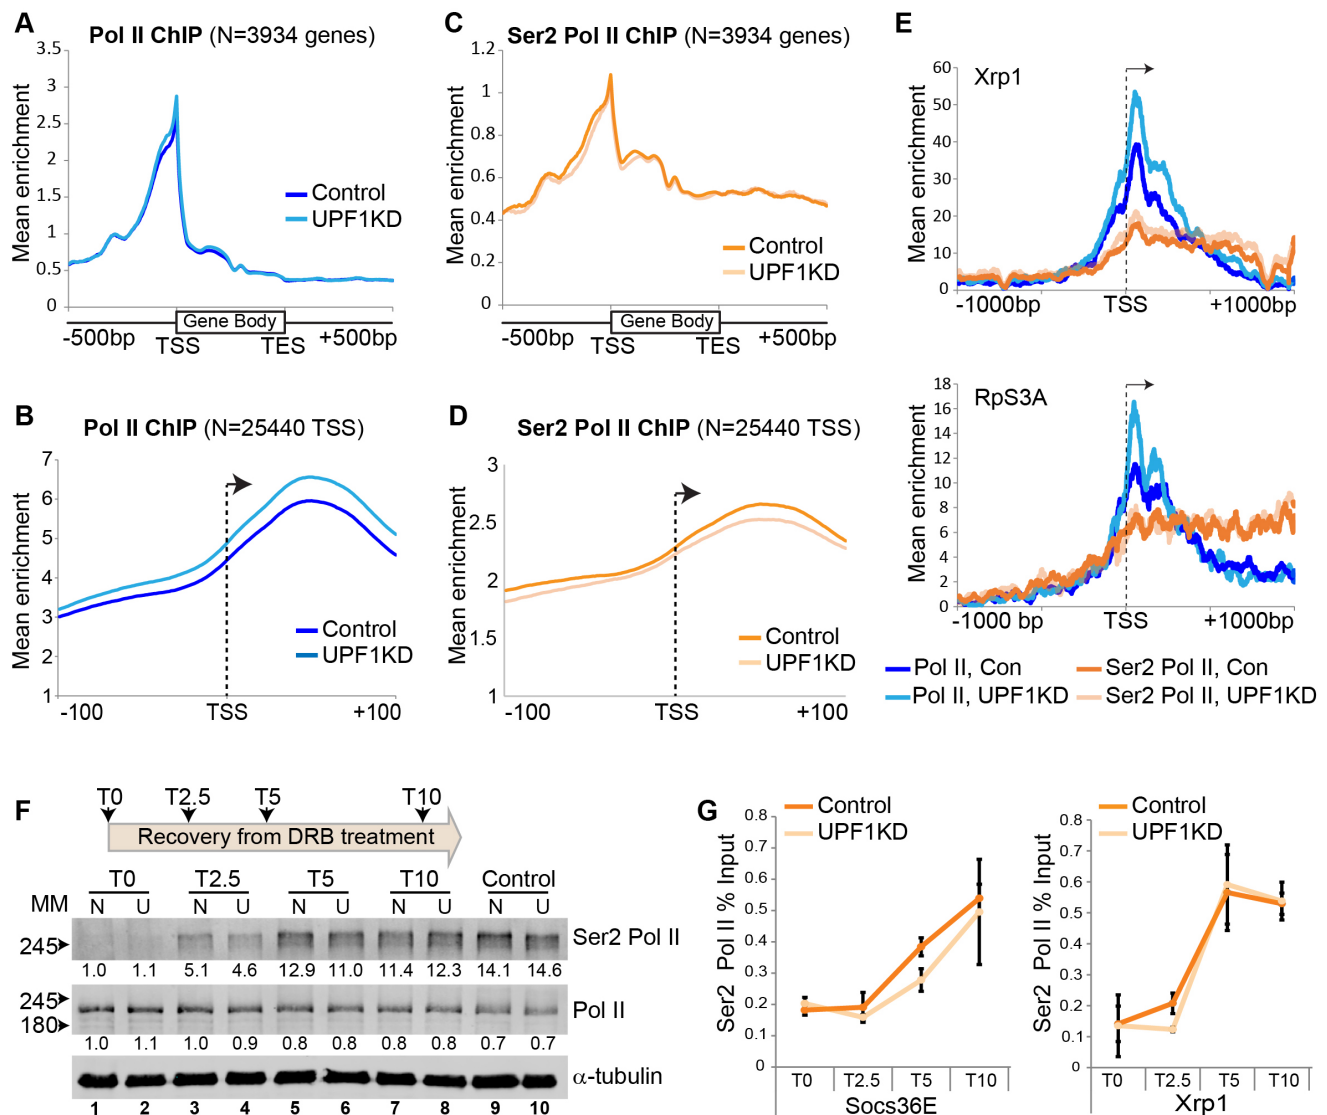 A
Pol II ChIP (N=3934 genes)
Mean enrichment
3.5
3
2.5
2
1.5
1
0.5
0
Control
UPF1KD
-500bp
TSS
Gene Body
TES
+500bp
C
Ser2 Pol II ChIP (N=3934 genes)
Mean enrichment
1.2
1
0.8
0.6
0.4
0.2
0
Control
UPF1KD
-500bp
TSS
Gene Body
TES
+500bp
E
Xrp1
Mean enrichment
60
50
40
30
20
10
0
-1000bp
TSS
+1000bp
RpS3A
Mean enrichment
18
16
14
12
10
8
6
4
2
0
-1000 bp
TSS
+1000bp
Pol II, Con
Ser2 Pol II, Con
Pol II, UPF1KD
Ser2 Pol II, UPF1KD
B
Pol II ChIP (N=25440 TSS)
Mean enrichment
7
6
5
4
3
2
1
Control
UPF1KD
-100
TSS
+100
D
Ser2 Pol II ChIP (N=25440 TSS)
Mean enrichment
3
2.5
2
1.5
1
Control
UPF1KD
-100
TSS
+100
F
T0 T2.5 T5 T10
Recovery from DRB treatment
T0 T2.5 T5 T10 Control
MM N U N U N U N U N U
245
Ser2 Pol II
1.0 1.1 5.1 4.6 12.9 11.0 11.4 12.3 14.1 14.6
245
180
Pol II
1.0 1.1 1.0 0.9 0.8 0.8 0.8 0.8 0.7 0.7
α-tubulin
1 2 3 4 5 6 7 8 9 10
G
Control
UPF1KD
Ser2 Pol II % Input
0.8
0.7
0.6
0.5
0.4
0.3
0.2
0.1
0
T0 T2.5 T5 T10
Socs36E
Control
UPF1KD
Ser2 Pol II % Input
0.8
0.7
0.6
0.5
0.4
0.3
0.2
0.1
0
T0 T2.5 T5 T10
Xrp1